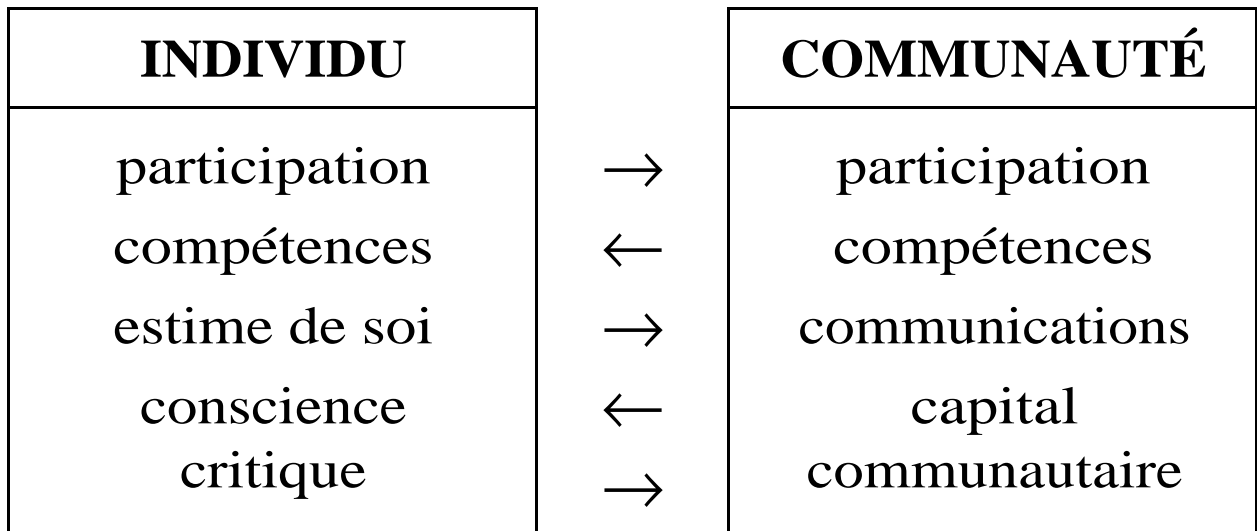 INDIVIDU COMMUNAUTÉ
participation → participation
compétences ← compétences
estime de soi → communications
conscience ← capital
critique → communautaire